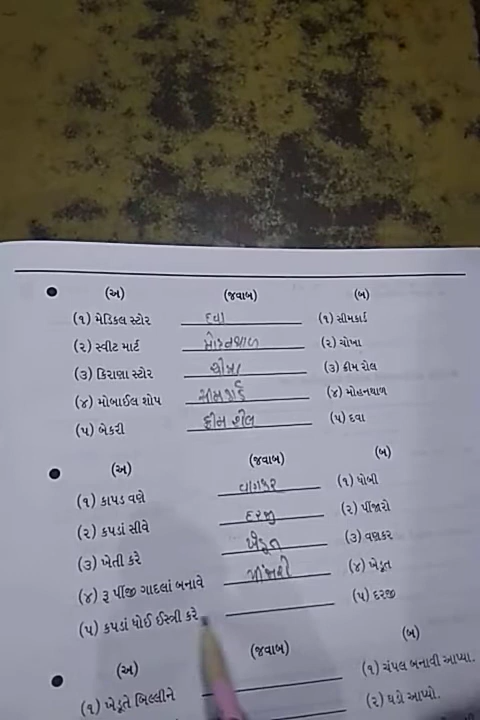 (અ) (જવાબ) (બ)
(૧) મેડિકલ સ્ટોર દવા (૧) સીમકાર્ડ
(૨) સ્વીટ માર્ટ મોહનથાળ (૨) ચોખા
(૩) કિરાણા સ્ટોર ચોખા (૩) ક્રીમ રોલ
(૪) મોબાઈલ શોપ સીમકાર્ડ (૪) મોહનથાળ
(૫) બેકરી ક્રીમ રોલ (૫) દવા
(અ) (જવાબ) (બ)
(૧) કાપડ વણે વણકર (૧) ધોબી
(૨) કપડાં સીવે દરજી (૨) પીંજારો
(૩) ખેતી કરે ખેડૂત (૩) વણકર
(૪) રૂ પીંજી ગાદલાં બનાવે (૪) ખેડૂત
(૫) કપડાં ધોઈ ઈસ્ત્રી કરે (૫) દરજી
(અ) (જવાબ) (બ)
(૧) ખેડૂતે બિલ્લીને (૧) ચંપલ બનાવી આપ્યા.
(૨) ઘડો આપ્યો.